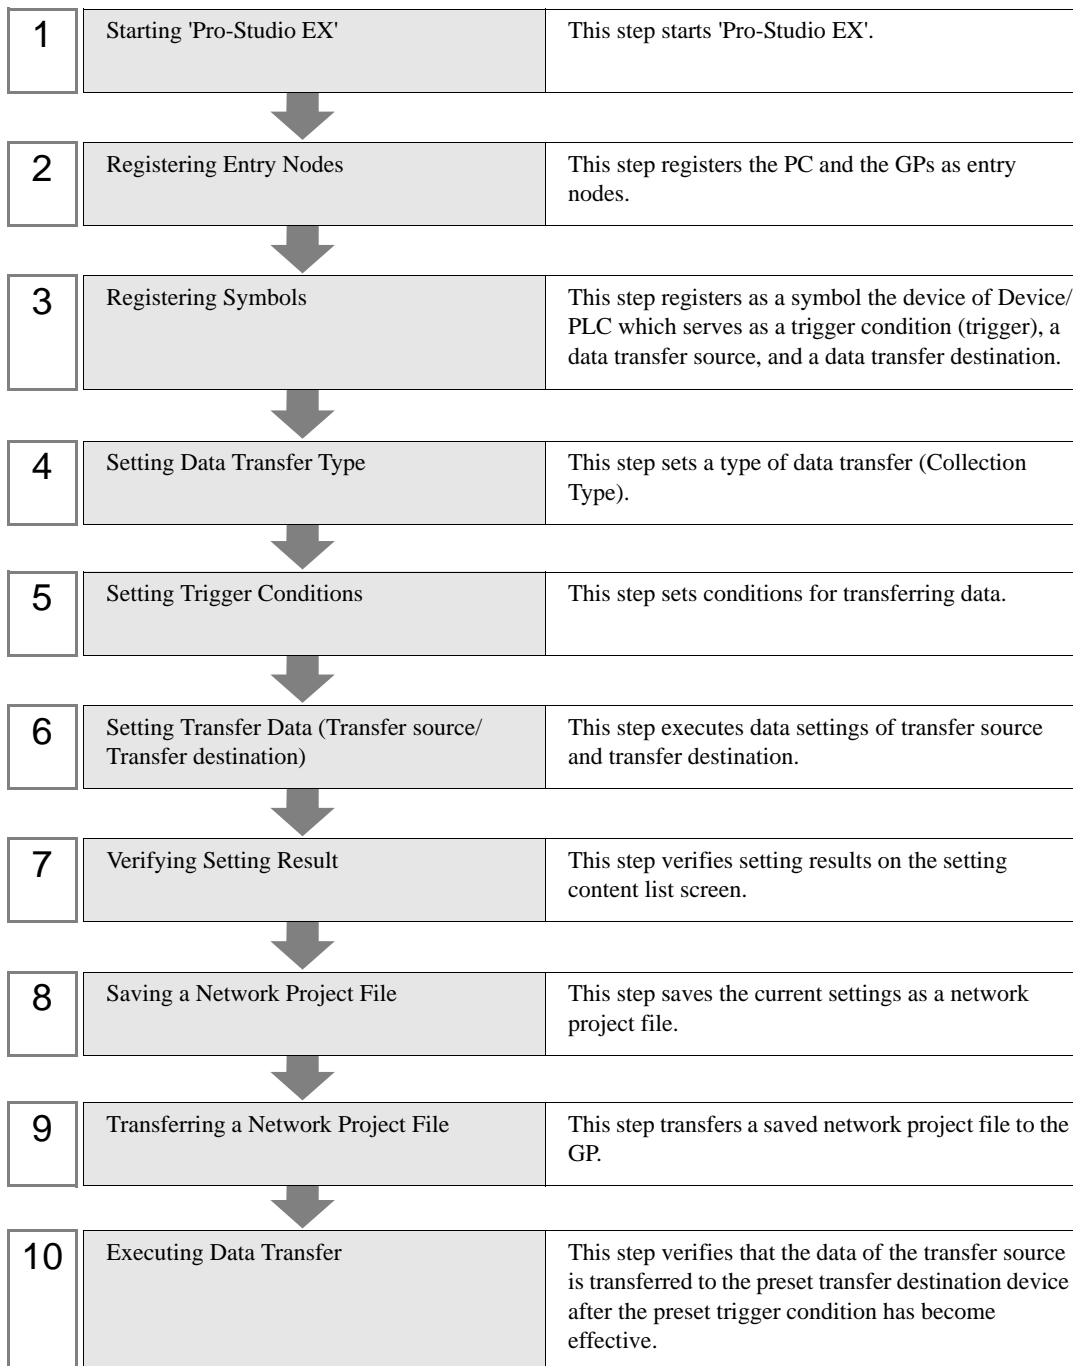 1
Starting 'Pro-Studio EX'
This step starts 'Pro-Studio EX'.
2
Registering Entry Nodes
This step registers the PC and the GPs as entry
nodes.
3
Registering Symbols
This step registers as a symbol the device of Device/
PLC which serves as a trigger condition (trigger), a
data transfer source, and a data transfer destination.
4
Setting Data Transfer Type
This step sets a type of data transfer (Collection
Type).
5
Setting Trigger Conditions
This step sets conditions for transferring data.
6
Setting Transfer Data (Transfer source/
Transfer destination)
This step executes data settings of transfer source
and transfer destination.
7
Verifying Setting Result
This step verifies setting results on the setting
content list screen.
8
Saving a Network Project File
This step saves the current settings as a network
project file.
9
Transferring a Network Project File
This step transfers a saved network project file to the
GP.
10
Executing Data Transfer
This step verifies that the data of the transfer source
is transferred to the preset transfer destination device
after the preset trigger condition has become
effective.